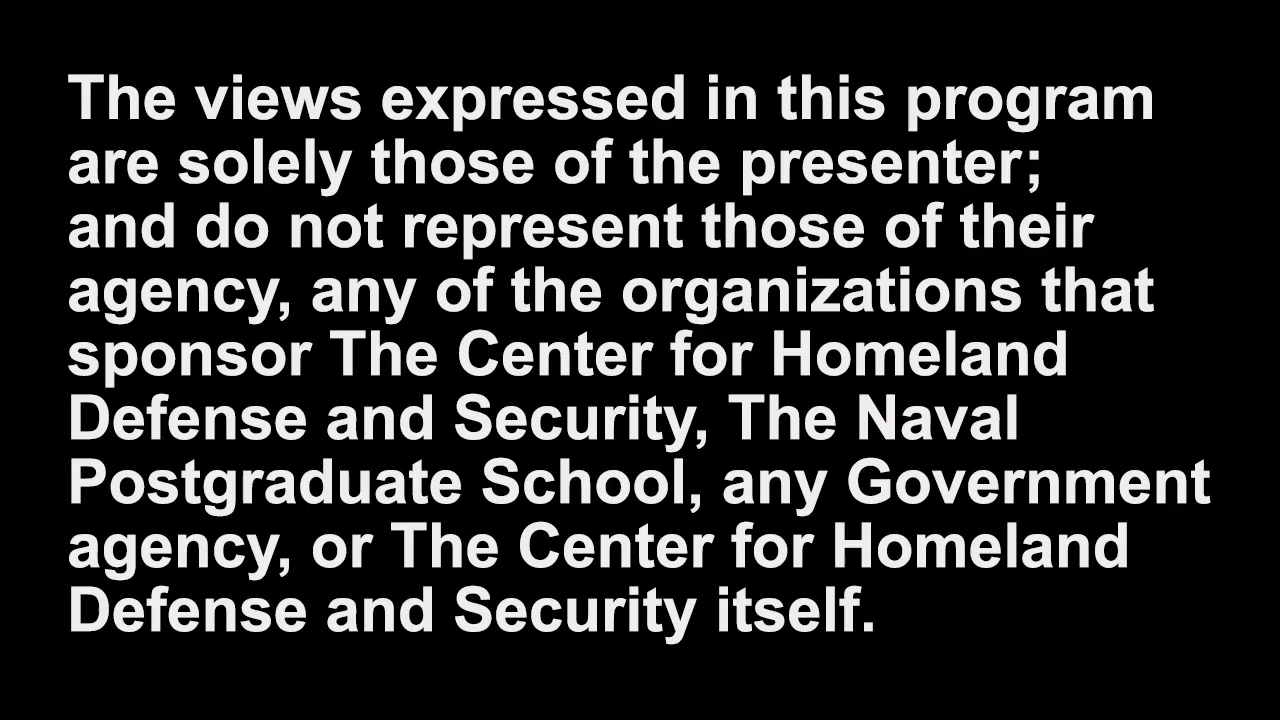 The views expressed in this program
are solely those of the presenter;
and do not represent those of their
agency, any of the organizations that
sponsor The Center for Homeland
Defense and Security, The Naval
Postgraduate School, any Government
agency, or The Center for Homeland
Defense and Security itself.